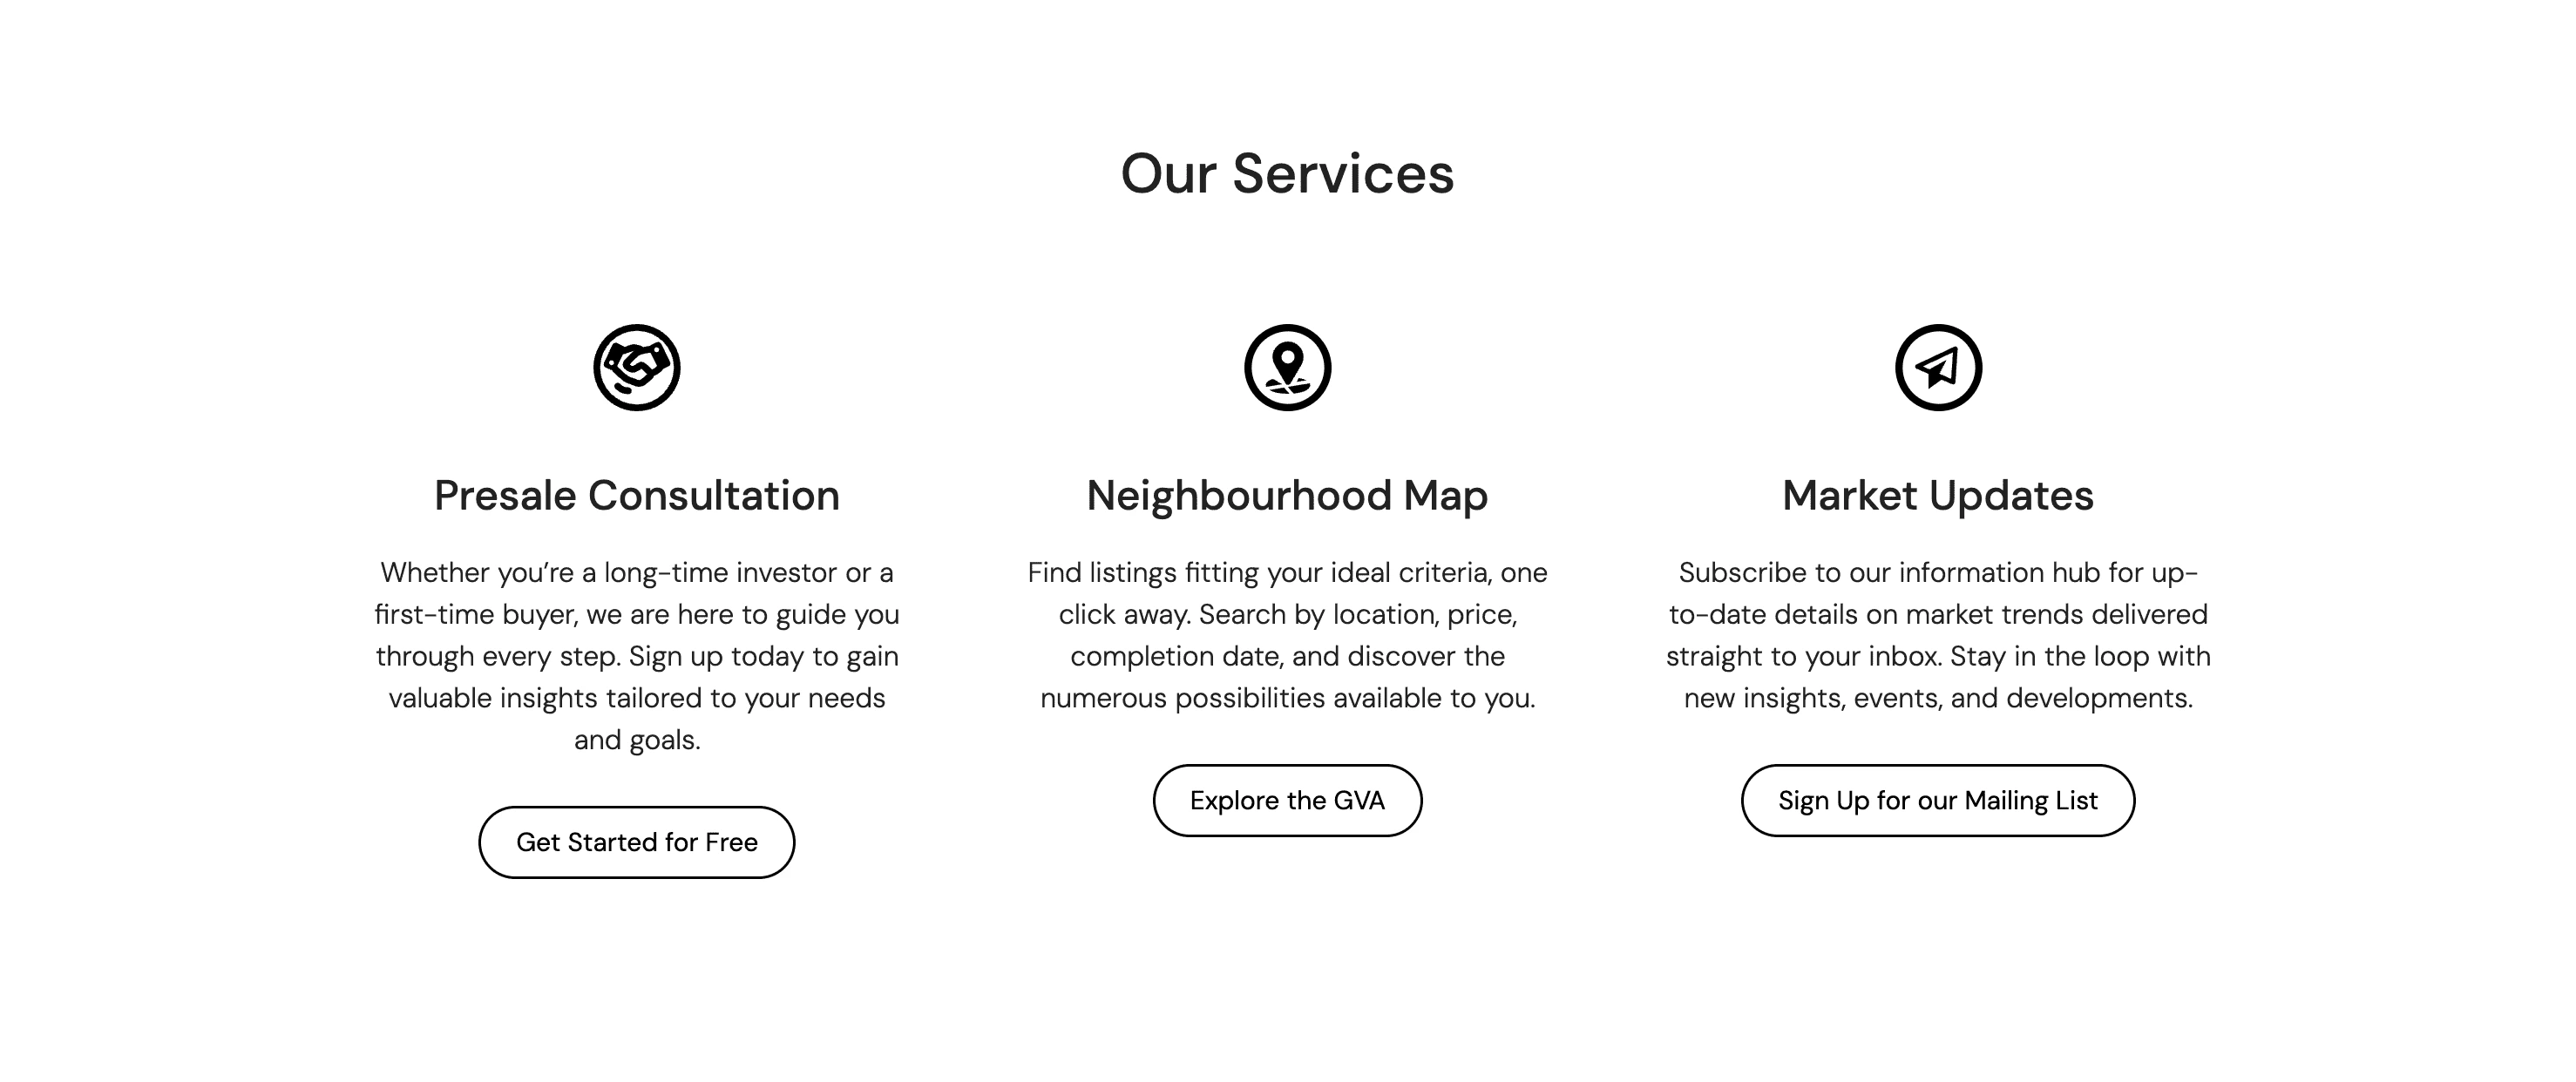 Our Services
Presale Consultation
Whether you’re a long-time investor or a
first-time buyer, we are here to guide you
through every step. Sign up today to gain
valuable insights tailored to your needs
and goals.
Get Started for Free
Neighbourhood Map
Find listings fitting your ideal criteria, one
click away. Search by location, price,
completion date, and discover the
numerous possibilities available to you.
Explore the GVA
Market Updates
Subscribe to our information hub for up-
to-date details on market trends delivered
straight to your inbox. Stay in the loop with
new insights, events, and developments.
Sign Up for our Mailing List